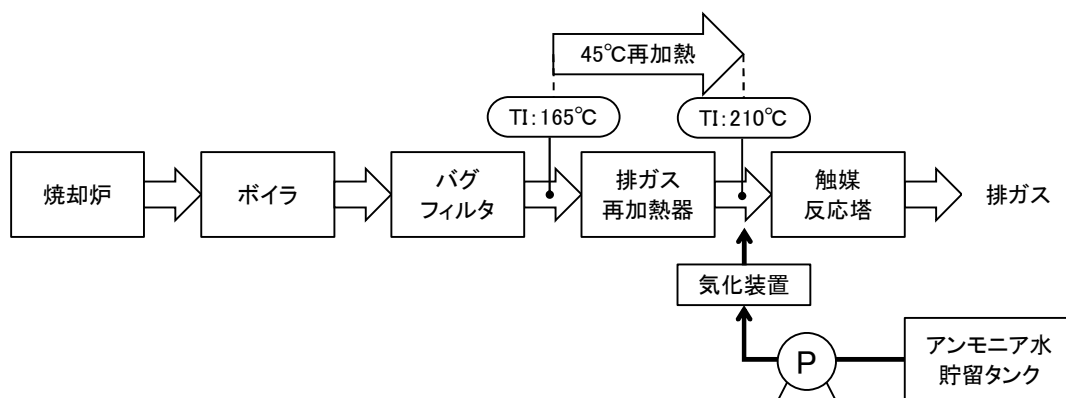 45℃再加熱
TI:165℃
TI:210℃
焼却炉
ボイラ
バグ
フィルタ
排ガス
再加熱器
触媒
反応塔
排ガス
気化装置
P
アンモニア水
貯留タンク